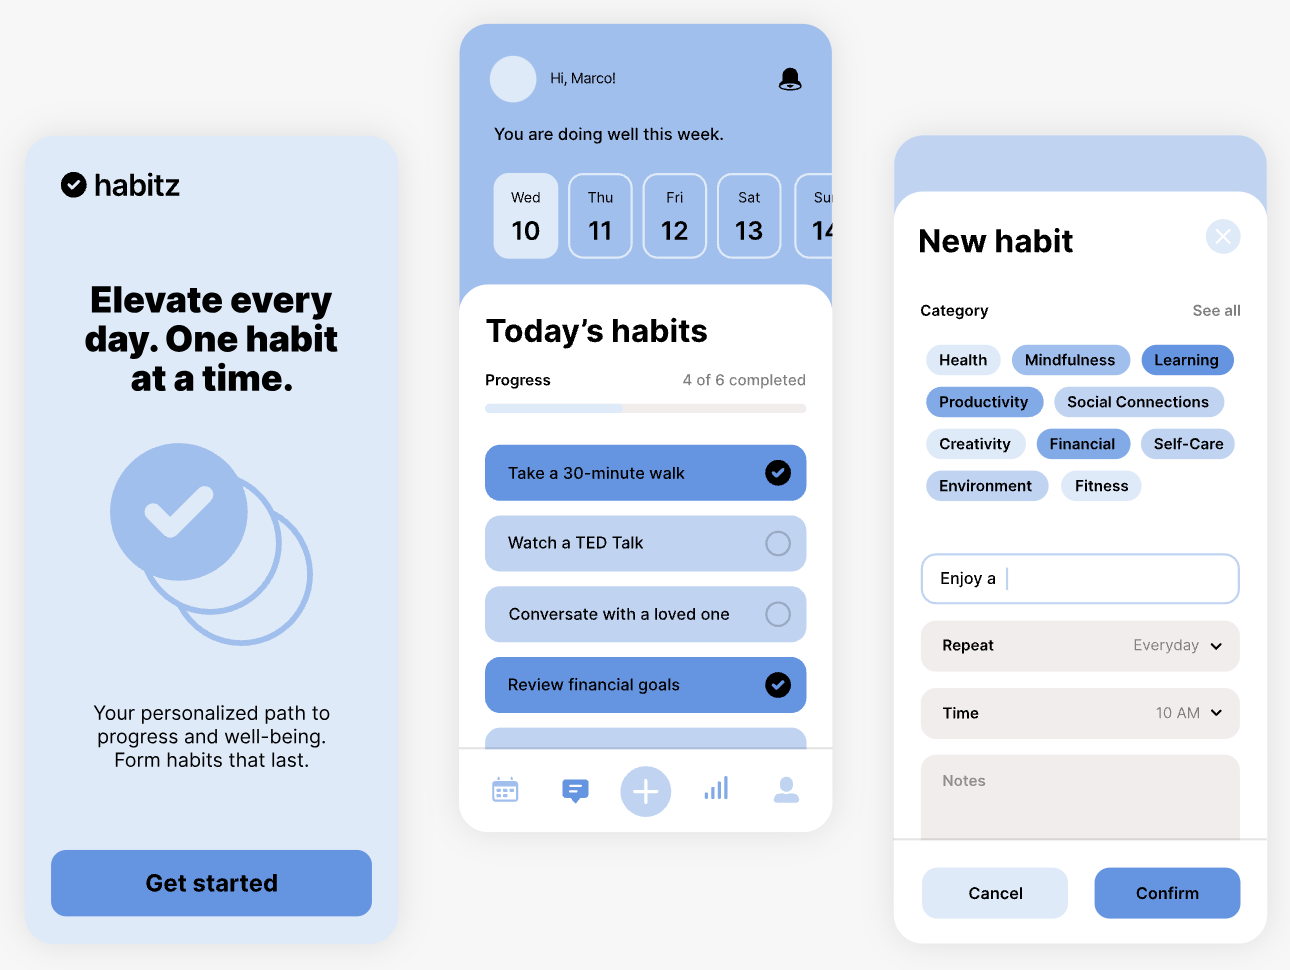 habitz
Elevate every
day. One habit
at a time.
Your personalized path to
progress and well-being.
Form habits that last.
Get started
Hi, Marco!
You are doing well this week.
Wed Thu Fri Sat Su
10 11 12 13 14
Today's habits
Progress 4 of 6 completed
Take a 30-minute walk
Watch a TED Talk
Conversate with a loved one
Review financial goals
New habit
Category See all
Health Mindfulness Learning
Productivity Social Connections
Creativity Financial Self-Care
Environment Fitness
Enjoy a
Repeat Everyday
Time 10 AM
Notes
Cancel Confirm